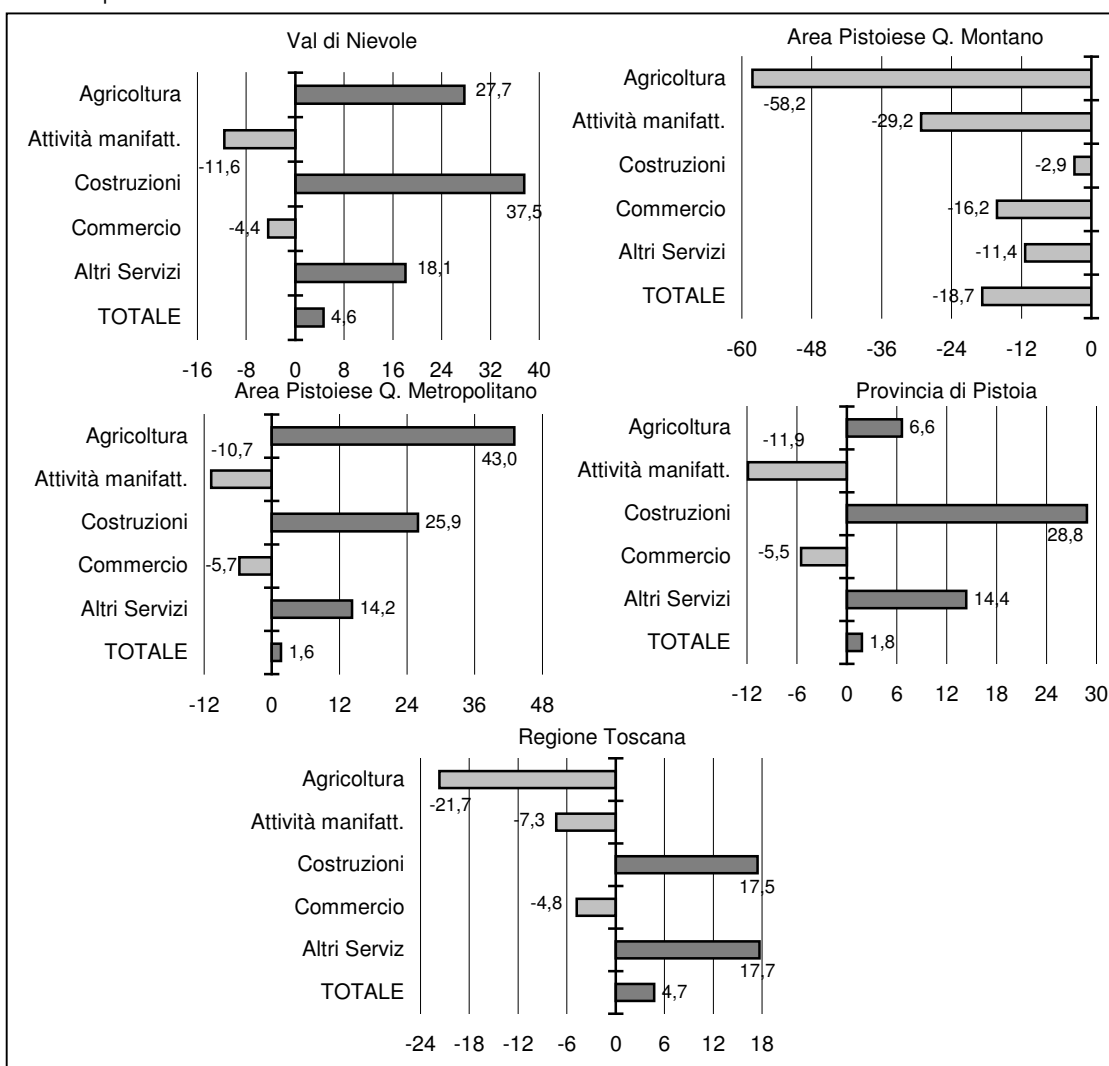 Val di Nievole
Agricoltura 27,7
Attività manifatt. -11,6
Costruzioni 37,5
Commercio -4,4
Altri Servizi 18,1
TOTALE 4,6
-16 -8 0 8 16 24 32 40
Area Pistoiese Q. Montano
Agricoltura -58,2
Attività manifatt. -29,2
Costruzioni -2,9
Commercio -16,2
Altri Servizi -11,4
TOTALE -18,7
-60 -48 -36 -24 -12 0
Area Pistoiese Q. Metropolitano
Agricoltura 43,0
Attività manifatt. -10,7
Costruzioni 25,9
Commercio -5,7
Altri Servizi 14,2
TOTALE 1,6
-12 0 12 24 36 48
Provincia di Pistoia
Agricoltura 6,6
Attività manifatt. -11,9
Costruzioni 28,8
Commercio -5,5
Altri Servizi 14,4
TOTALE 1,8
-12 -6 0 6 12 18 24 30
Regione Toscana
Agricoltura -21,7
Attività manifatt. -7,3
Costruzioni 17,5
Commercio -4,8
Altri Serviz 17,7
TOTALE 4,7
-24 -18 -12 -6 0 6 12 18